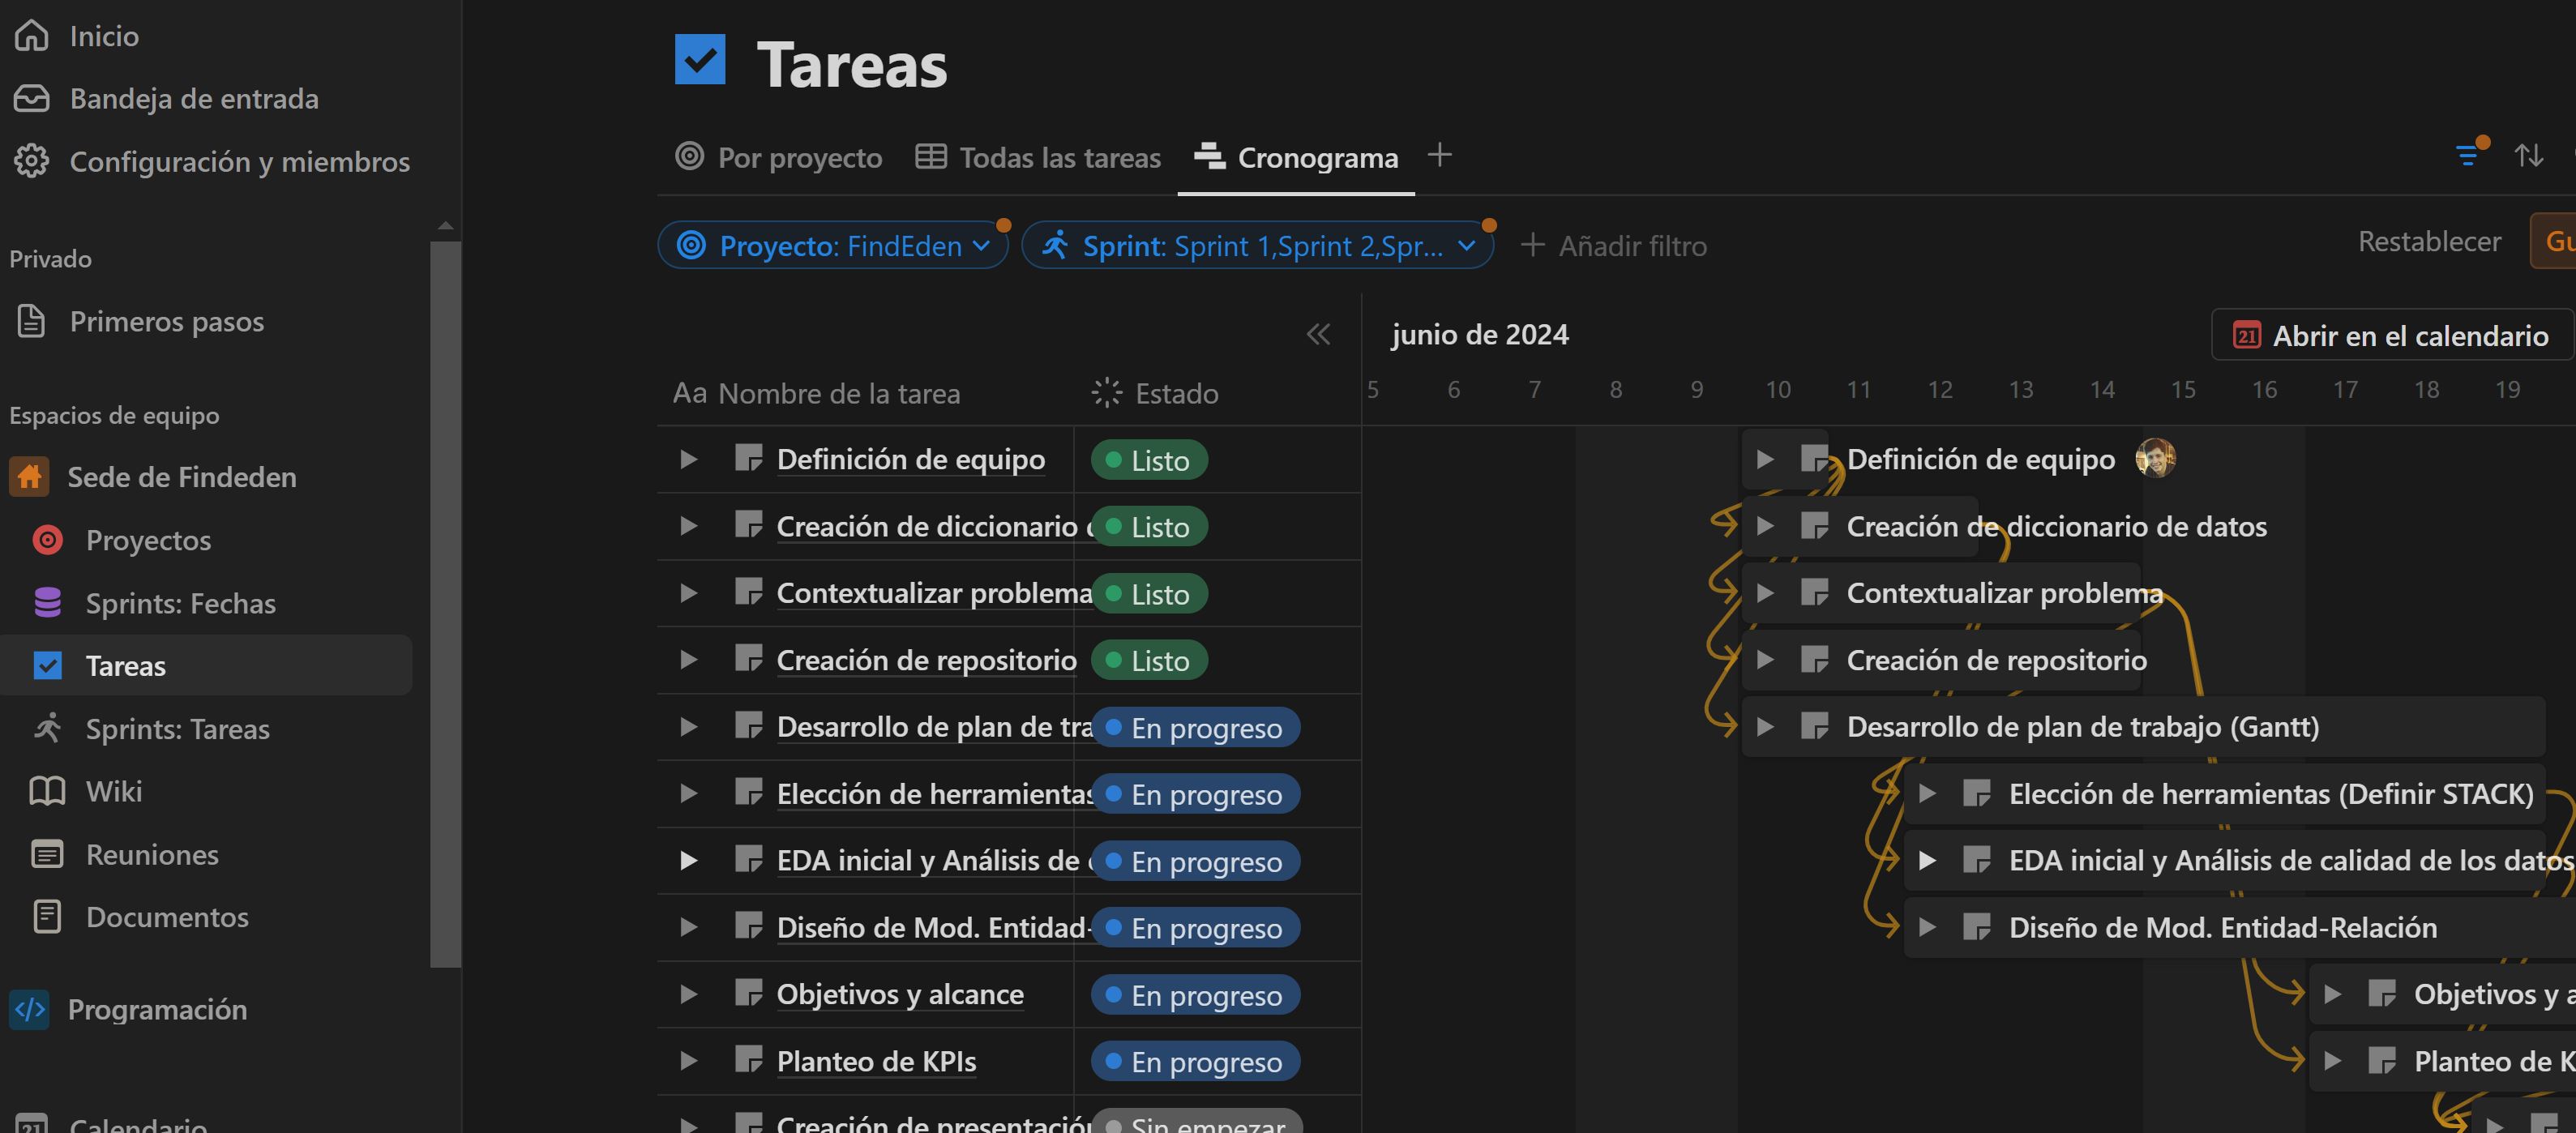 Inicio
Bandeja de entrada
Configuración y miembros
Privado
Primeros pasos
Espacios de equipo
Sede de Findeden
Proyectos
Sprints: Fechas
Tareas
Sprints: Tareas
Wiki
Reuniones
Documentos
Programación
21 Calendario
Tareas
Por proyecto Todas las tareas Cronograma
Proyecto: FindEden Sprint: Sprint 1,Sprint 2,Spr... Añadir filtro Restablecer Gu
junio de 2024 21 Abrir en el calendario
Aa Nombre de la tarea Estado 5 6 7 8 9 10 11 12 13 14 15 16 17 18 19
Definición de equipo Listo Definición de equipo
Creación de diccionario Listo Creación de diccionario de datos
Contextualizar problema Listo Contextualizar problema
Creación de repositorio Listo Creación de repositorio
Desarrollo de plan de tra En progreso Desarrollo de plan de trabajo (Gantt)
Elección de herramientas En progreso Elección de herramientas (Definir STACK)
EDA inicial y Análisis de En progreso EDA inicial y Análisis de calidad de los datos
Diseño de Mod. Entidad- En progreso Diseño de Mod. Entidad-Relación
Objetivos y alcance En progreso Objetivos y a
Planteo de KPIs En progreso Planteo de K
Creación de presentación Sin empezar